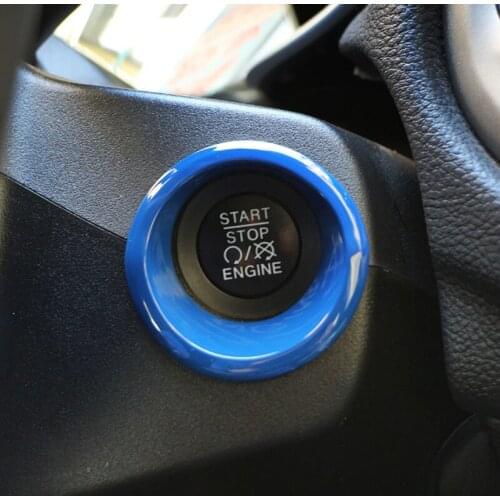 START
STOP
/
ENGINE